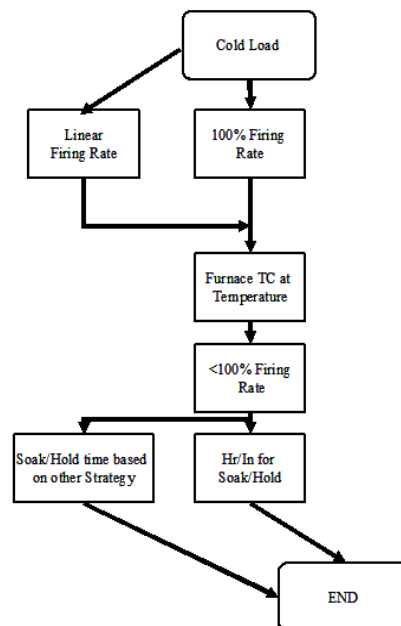 Cold Load
Linear
Firing Rate
100% Firing
Rate
Furnace TC at
Temperature
<100% Firing
Rate
Soak/Hold time based
on other Strategy
Hr/In for
Soak/Hold
END